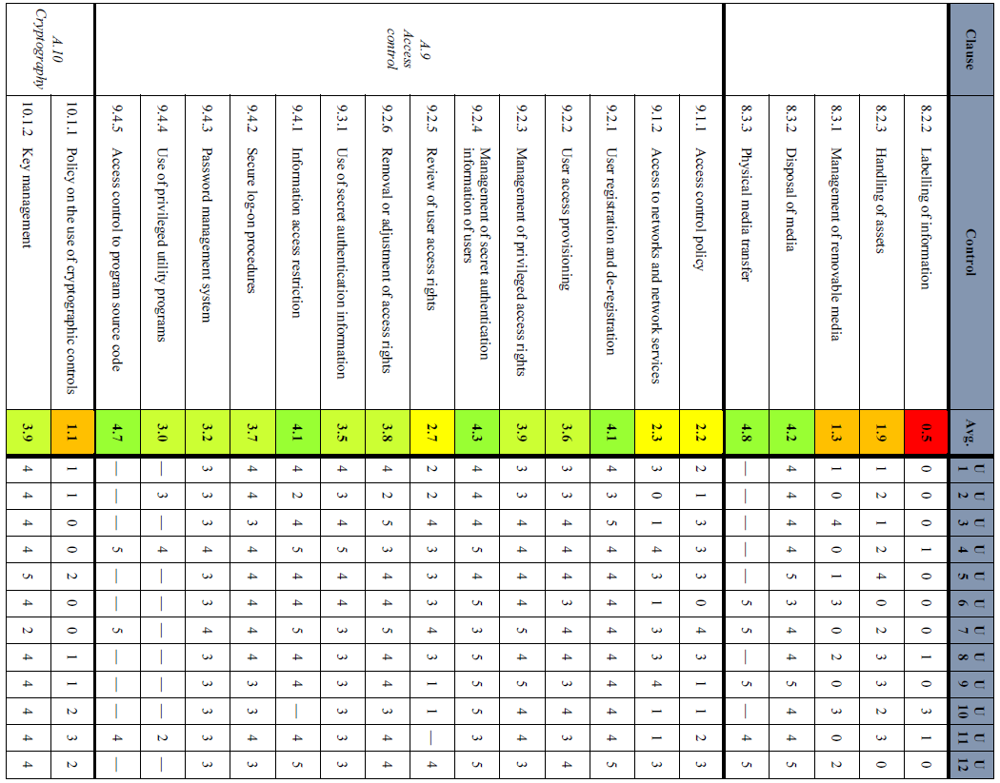 Clause Control Avg. U 1 U 2 U 3 U 4 U 5 U 6 U 7 U 8 U 9 U 10 U 11 U 12
8.2.2 Labelling of information 0.5 0 0 0 1 0 0 0 1 0 3 1 0
8.2.3 Handling of assets 1.9 1 2 1 2 4 0 2 3 3 2 3 0
8.3.1 Management of removable media 1.3 1 0 4 0 1 3 0 2 0 3 0 2
8.3.2 Disposal of media 4.2 4 4 4 4 5 3 4 4 5 4 4 5
8.3.3 Physical media transfer 4.8 — — — — — 5 5 — 5 — 4 5
A.9
Access
control
9.1.1 Access control policy 2.2 2 1 3 3 3 0 4 3 1 1 2 3
9.1.2 Access to networks and network services 2.3 3 0 1 4 3 1 3 3 4 1 1 3
9.2.1 User registration and de-registration 4.1 4 3 5 4 4 4 4 4 4 4 4 5
9.2.2 User access provisioning 3.6 3 3 4 4 4 3 4 4 3 4 3 4
9.2.3 Management of privileged access rights 3.9 3 3 4 4 4 4 5 4 5 4 4 3
9.2.4 Management of secret authentication
information of users 4.3 4 4 4 5 4 5 3 5 5 5 3 5
9.2.5 Review of user access rights 2.7 2 2 4 3 3 3 4 3 1 1 — 4
9.2.6 Removal or adjustment of access rights 3.8 4 2 5 3 4 4 5 4 4 3 4 4
9.3.1 Use of secret authentication information 3.5 4 3 4 5 4 4 3 3 3 3 3 3
9.4.1 Information access restriction 4.1 4 2 4 5 4 4 5 4 4 — 4 5
9.4.2 Secure log-on procedures 3.7 4 4 3 4 4 4 4 4 3 3 4 3
9.4.3 Password management system 3.2 3 3 3 4 3 3 4 3 3 3 3 3
9.4.4 Use of privileged utility programs 3.0 — 3 — 4 — — — — — — 2 —
9.4.5 Access control to program source code 4.7 — — — 5 — — 5 — — — 4 —
A.10
Cryptography
10.1.1 Policy on the use of cryptographic controls 1.1 1 1 0 0 2 0 0 1 1 2 3 2
10.1.2 Key management 3.9 4 4 4 4 5 4 2 4 4 4 4 4